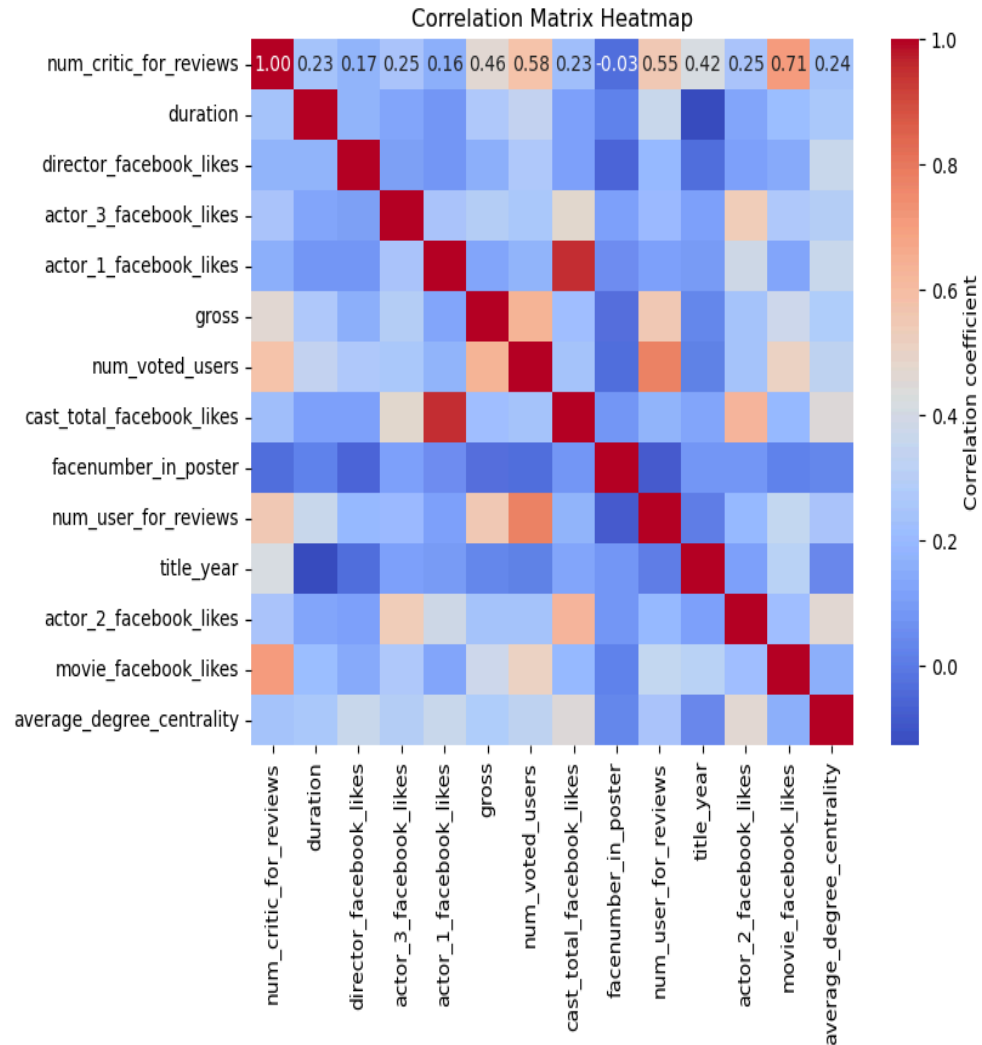 Correlation Matrix Heatmap
num_critic_for_reviews
1.00 0.23 0.17 0.25 0.16 0.46 0.58 0.23 -0.03 0.55 0.42 0.25 0.71 0.24
duration
director_facebook_likes
actor_3_facebook_likes
actor_1_facebook_likes
gross
num_voted_users
cast_total_facebook_likes
facenumber_in_poster
num_user_for_reviews
title_year
actor_2_facebook_likes
movie_facebook_likes
average_degree_centrality
num_critic_for_reviews
duration
director_facebook_likes
actor_3_facebook_likes
actor_1_facebook_likes
gross
num_voted_users
cast_total_facebook_likes
facenumber_in_poster
num_user_for_reviews
title_year
actor_2_facebook_likes
movie_facebook_likes
average_degree_centrality
1.0
0.8
0.6
0.4
0.2
0.0
Correlation coefficient